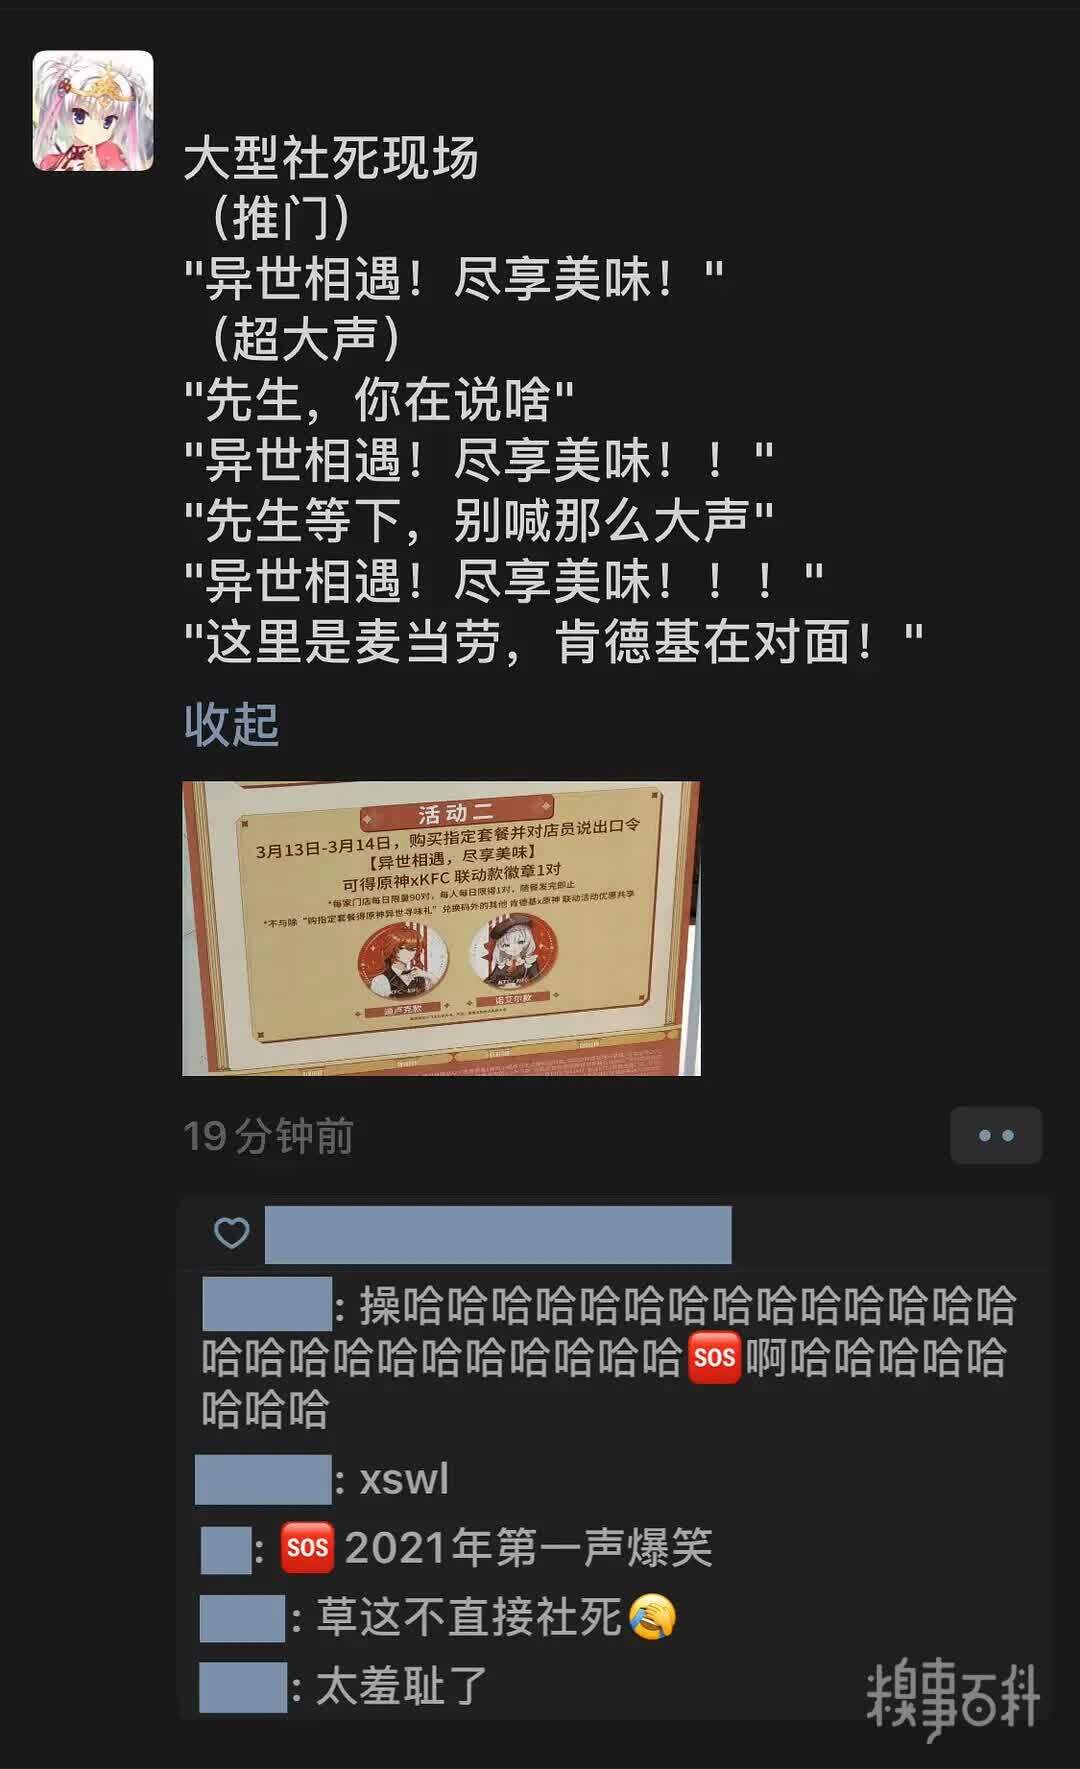 大型社死现场
（推门）
"异世相遇！尽享美味！"
（超大声）
"先生，你在说啥"
"异世相遇！尽享美味！！"
"先生等下，别喊那么大声"
"异世相遇！尽享美味！！！"
"这里是麦当劳，肯德基在对面！"
收起
活动二
3月13日-3月14日，购买指定套餐并对店员说出口令
【异世相遇，尽享美味】
可得原神xKFC 联动款徽章1对
*每家门店每日限量90对，每人每日限得1对，随餐发完即止
*不与除“购指定套餐得原神异世寻味礼”兑换码外的其他 肯德基x原神 联动活动优惠共享
迪卢克款
诺艾尔款
19分钟前
: 操哈哈哈哈哈哈哈哈哈哈哈哈哈哈
哈哈哈哈哈哈哈哈哈哈哈SOS啊哈哈哈哈哈
哈哈哈
: xswl
: SOS 2021年第一声爆笑
: 草这不直接社死
: 太羞耻了
糗事百科